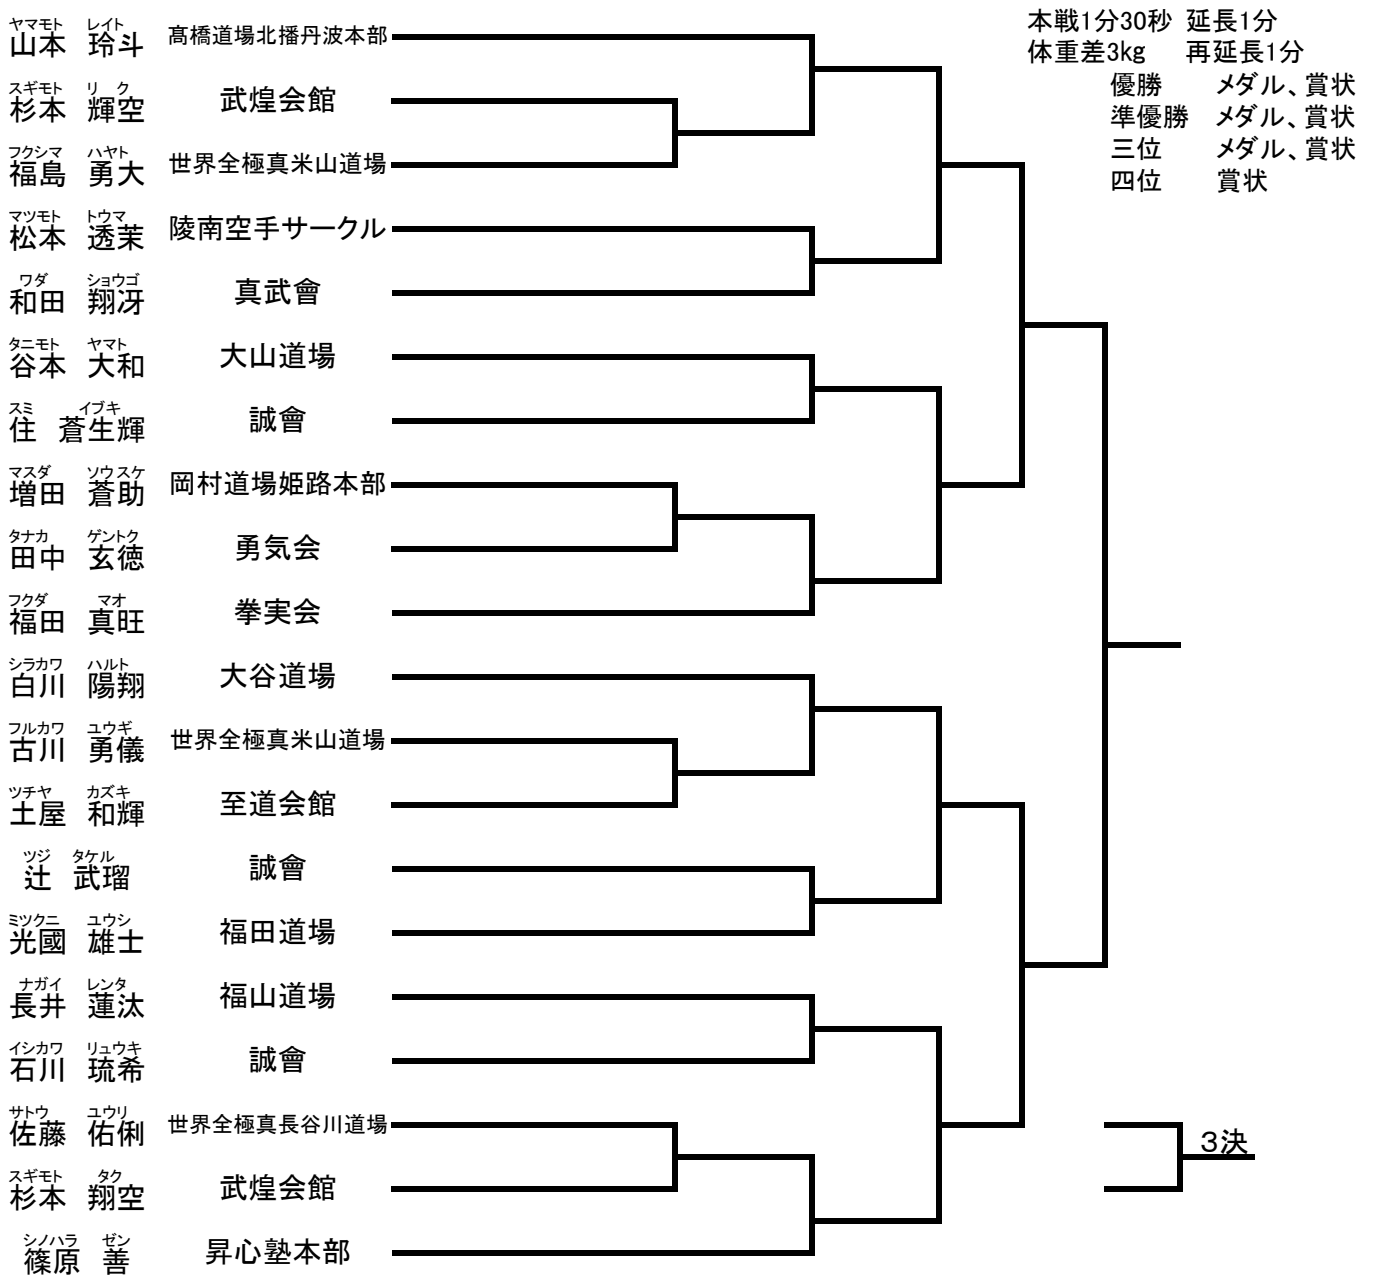 本戦1分30秒 延長1分
体重差3kg 再延長1分
優勝 メダル、賞状
準優勝 メダル、賞状
三位 メダル、賞状
四位 賞状
ヤマモト レイト
山本 玲斗 髙橋道場北播丹波本部
スギモト リク
杉本 輝空 武煌会館
フクシマ ハヤト
福島 勇大 世界全極真米山道場
マツモト トウマ
松本 透茉 陵南空手サークル
ワダ ショウゴ
和田 翔冴 真武會
タニモト ヤマト
谷本 大和 大山道場
スミ イブキ
住 蒼生輝 誠會
マスダ ソウスケ
増田 蒼助 岡村道場姫路本部
タナカ ゲントク
田中 玄徳 勇気会
フクダ マオ
福田 真旺 拳実会
シラカワ ハルト
白川 陽翔 大谷道場
フルカワ ユウギ
古川 勇儀 世界全極真米山道場
ツチヤ カズキ
土屋 和輝 至道会館
ツジ タケル
辻 武瑠 誠會
ミツクニ ユウシ
光國 雄士 福田道場
ナガイ レンタ
長井 蓮汰 福山道場
イシカワ リュウキ
石川 琉希 誠會
サトウ ユウリ
佐藤 佑俐 世界全極真長谷川道場
スギモト タク
杉本 翔空 武煌会館
シノハラ ゼン
篠原 善 昇心塾本部
３決